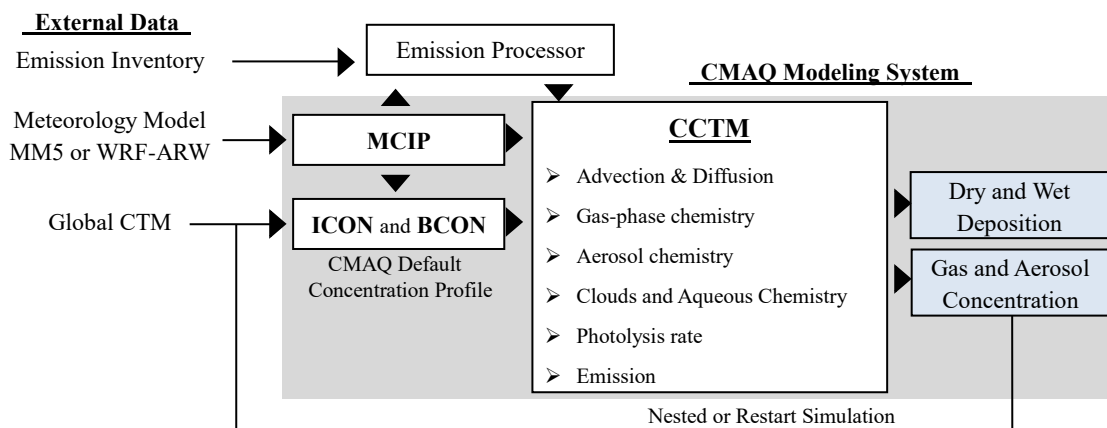 External Data
Emission Inventory
Emission Processor
CMAQ Modeling System
Meteorology Model
MM5 or WRF-ARW
MCIP
Global CTM
ICON and BCON
CMAQ Default
Concentration Profile
CCTM
➢ Advection & Diffusion
➢ Gas-phase chemistry
➢ Aerosol chemistry
➢ Clouds and Aqueous Chemistry
➢ Photolysis rate
➢ Emission
Dry and Wet
Deposition
Gas and Aerosol
Concentration
Nested or Restart Simulation